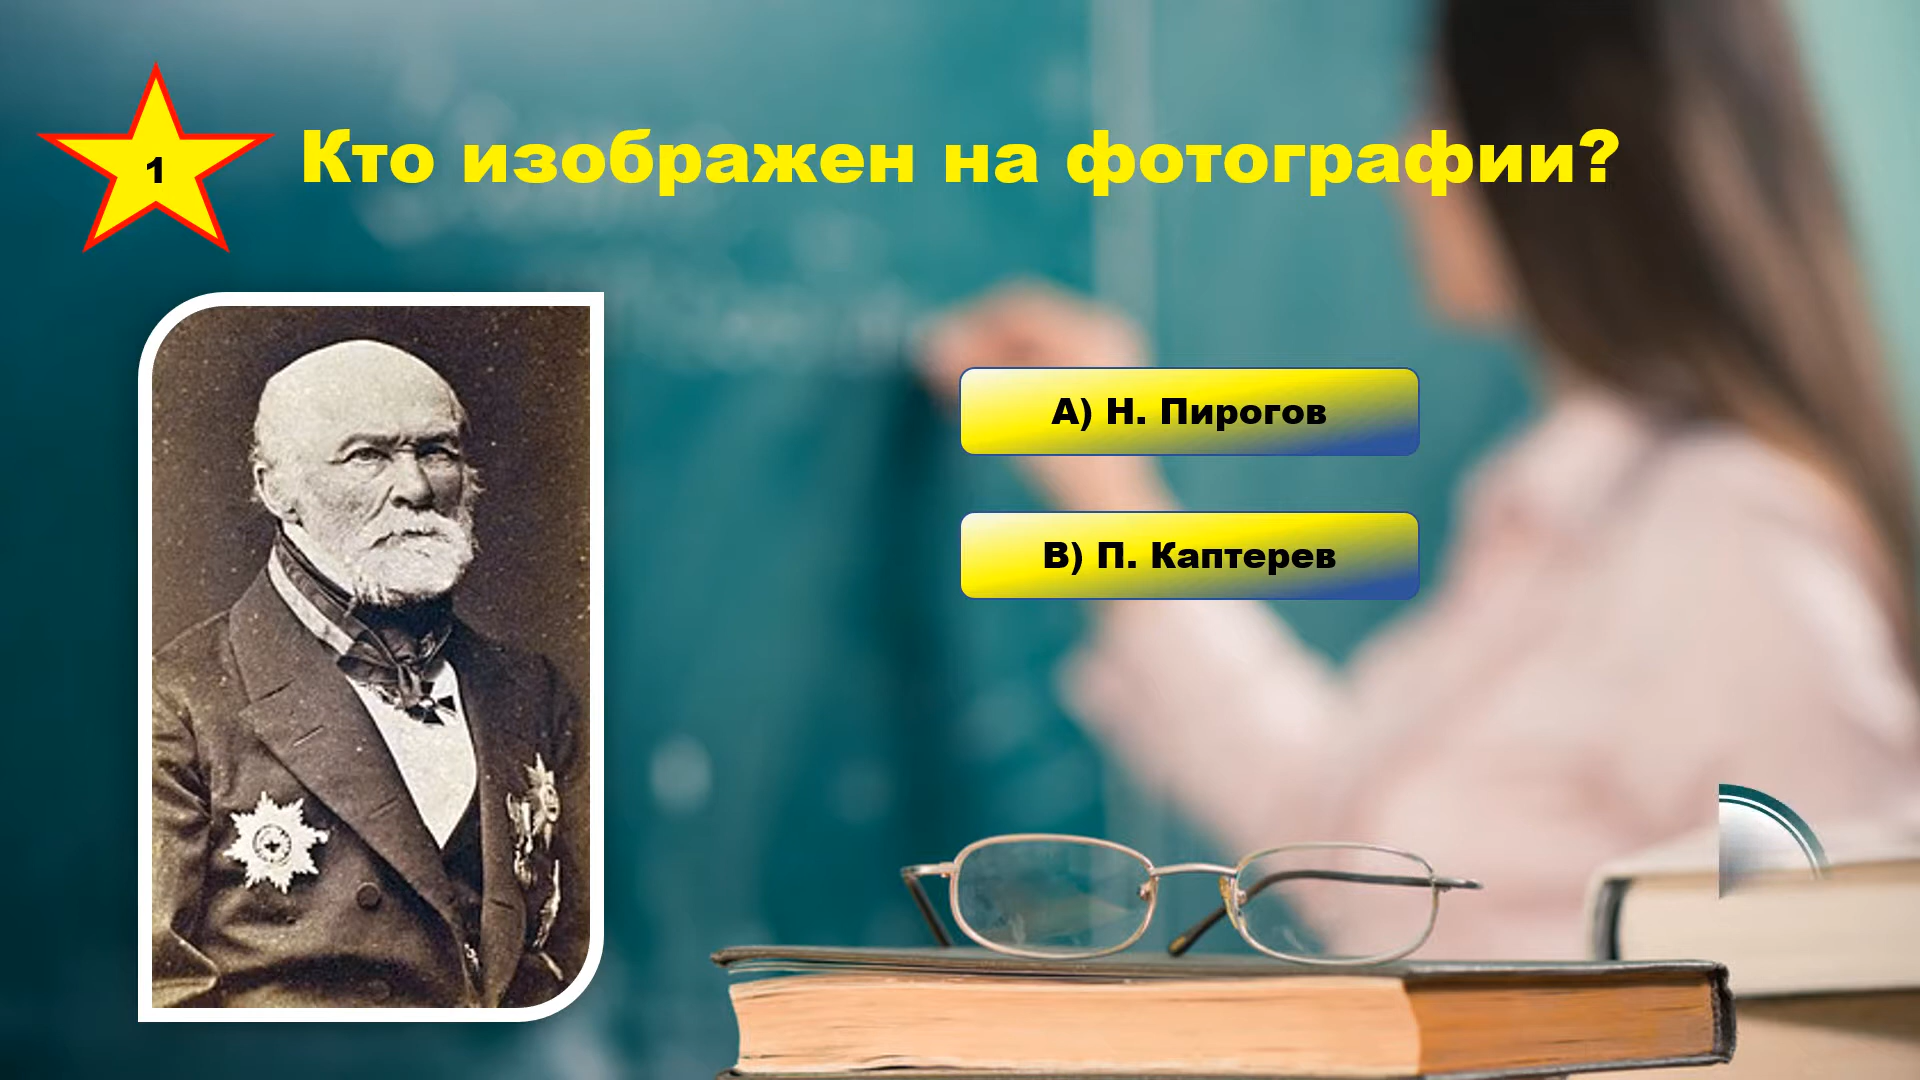 1
Кто изображен на фотографии?
А) Н. Пирогов
В) П. Каптерев